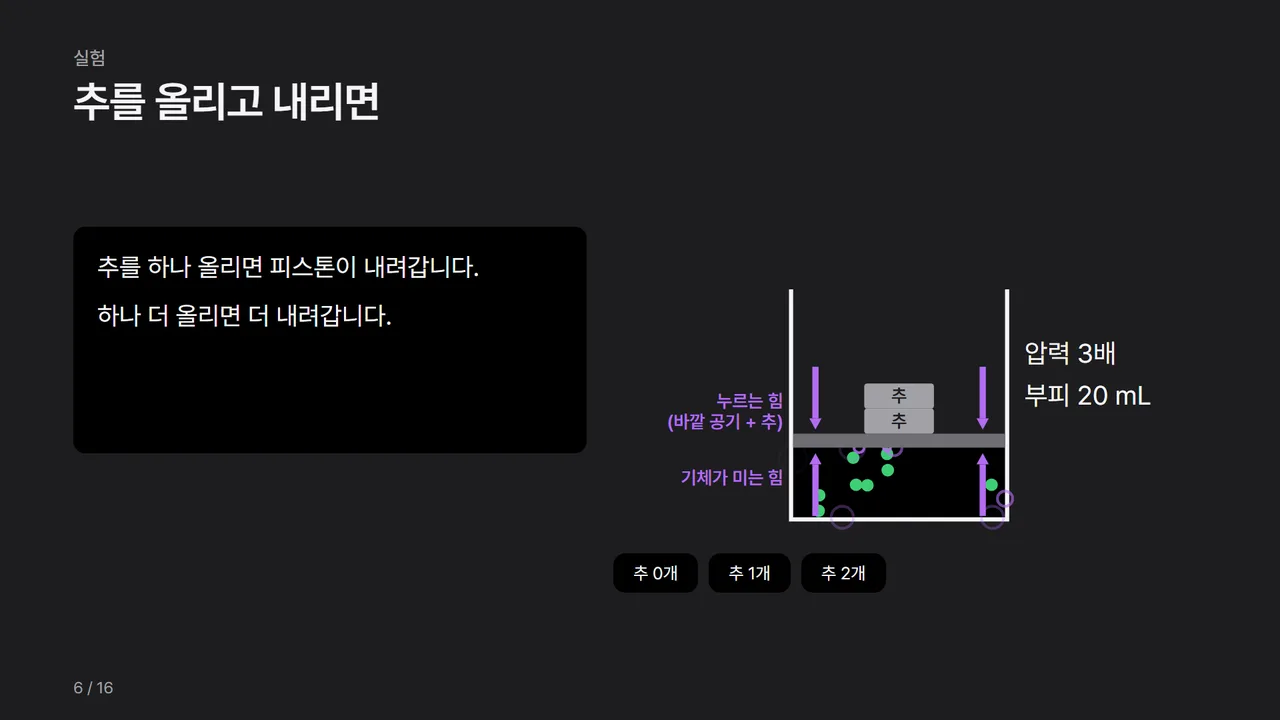 실험
추를 올리고 내리면
추를 하나 올리면 피스톤이 내려갑니다.
하나 더 올리면 더 내려갑니다.
압력 3배
부피 20 mL
추
추
누르는 힘
(바깥 공기 + 추)
기체가 미는 힘
추 0개
추 1개
추 2개
6 / 16